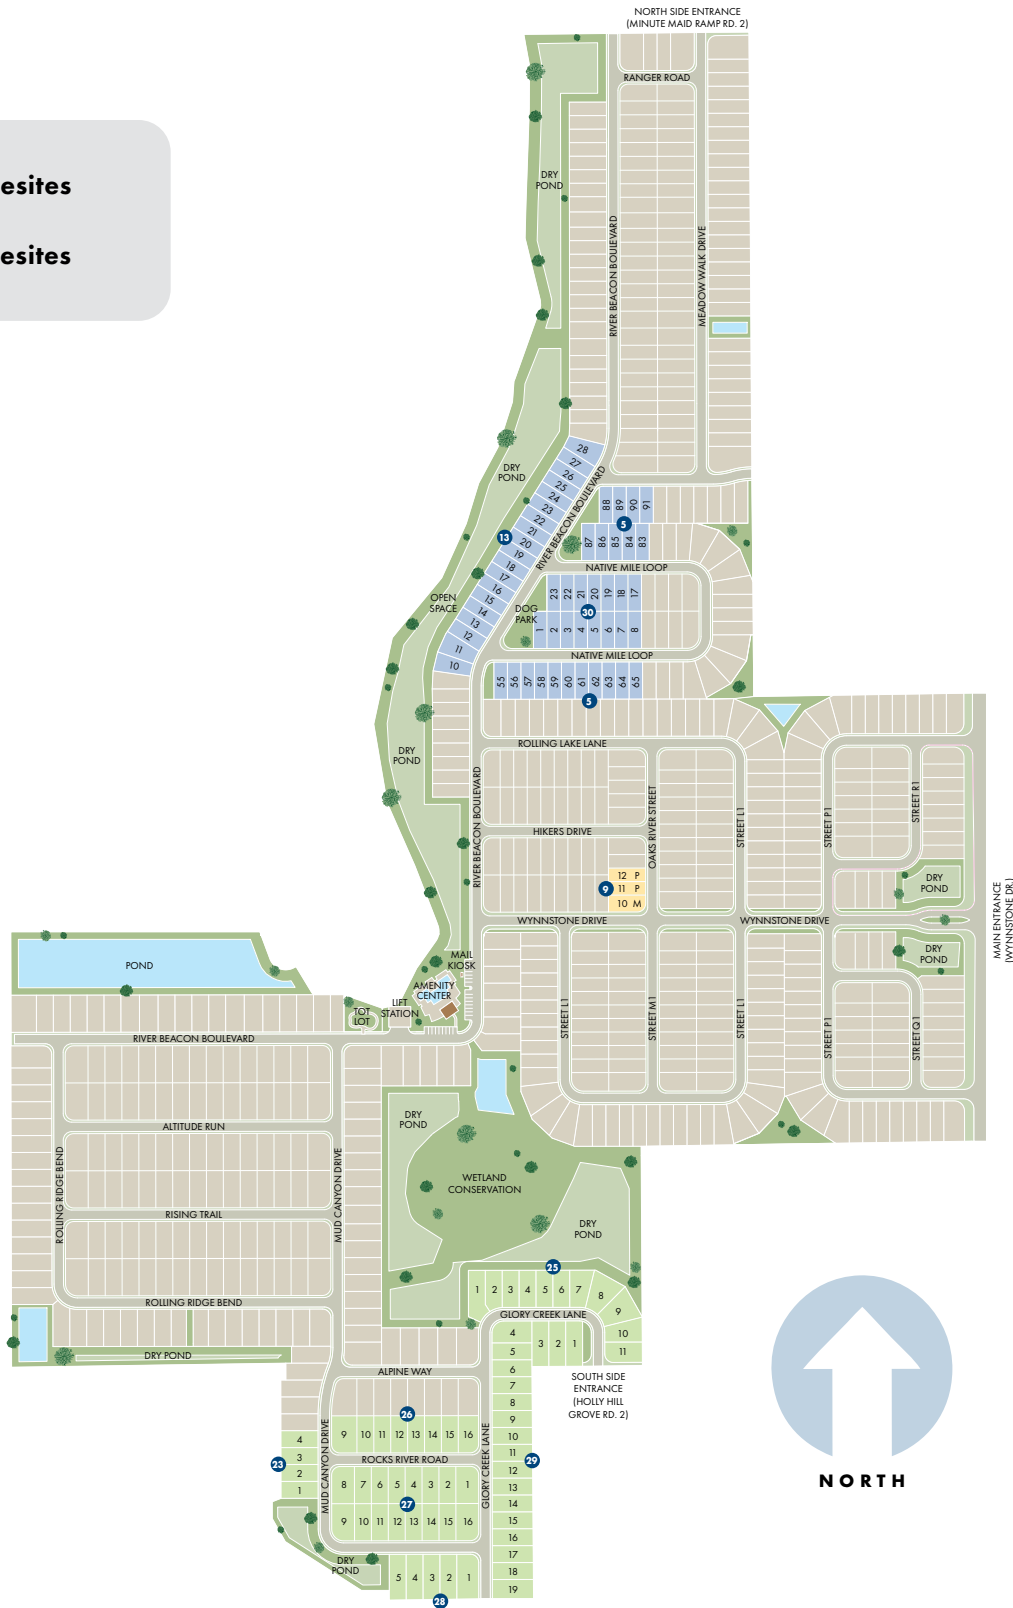 NORTH SIDE ENTRANCE
(MINUTE MAID RAMP RD. 2)
RANGER ROAD
esites
esites
DRY
POND
RIVER BEACON BOULEVARD
MEADOW WALK DRIVE
DRY
POND
28
27
26
25
24
23
22
21
20
19
18
17
16
15
14
13
12
11
10
13
RIVER BEACON BOULEVARD
88
89
90
91
5
87
86
85
84
83
NATIVE MILE LOOP
OPEN
SPACE
DOG
PARK
23
22
21
20
19
18
17
30
1
2
3
4
5
6
7
8
NATIVE MILE LOOP
55
56
57
58
59
60
61
62
63
64
65
5
DRY
POND
ROLLING LAKE LANE
RIVER BEACON BOULEVARD
OAKS RIVER STREET
STREET L1
STREET P1
STREET R1
HIKERS DRIVE
12 P
9
11 P
10 M
DRY
POND
WYNNSTONE DRIVE
WYNNSTONE DRIVE
MAIN ENTRANCE
(WYNNSTONE DR.)
DRY
POND
POND
MAIL
KIOSK
AMENITY
CENTER
LIFT
STATION
TOT
LOT
STREET L1
STREET M1
STREET L1
STREET P1
STREET Q1
RIVER BEACON BOULEVARD
DRY
POND
ALTITUDE RUN
ROLLING RIDGE BEND
MUD CANYON DRIVE
WETLAND
CONSERVATION
RISING TRAIL
DRY
POND
25
1
2
3
4
5
6
7
8
9
10
11
ROLLING RIDGE BEND
GLORY CREEK LANE
DRY POND
4
3
2
1
5
6
7
8
9
10
11
12
13
14
15
16
17
18
19
29
ALPINE WAY
SOUTH SIDE
ENTRANCE
(HOLLY HILL
GROVE RD. 2)
26
9
10
11
12
13
14
15
16
MUD CANYON DRIVE
GLORY CREEK LANE
4
3
2
1
23
ROCKS RIVER ROAD
8
7
6
5
4
3
2
1
27
9
10
11
12
13
14
15
16
DRY
POND
5
4
3
2
1
28
NORTH